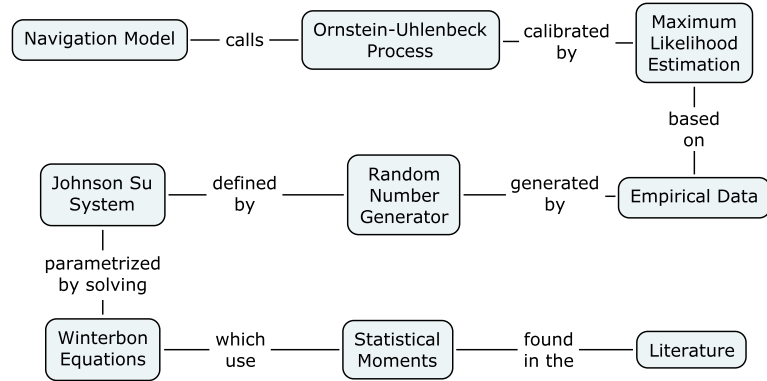 Navigation Model
calls
Ornstein-Uhlenbeck
Process
calibrated
by
Maximum
Likelihood
Estimation
based
on
Empirical Data
generated
by
Random
Number
Generator
defined
by
Johnson Su
System
parametrized
by solving
Winterbon
Equations
which
use
Statistical
Moments
found
in the
Literature